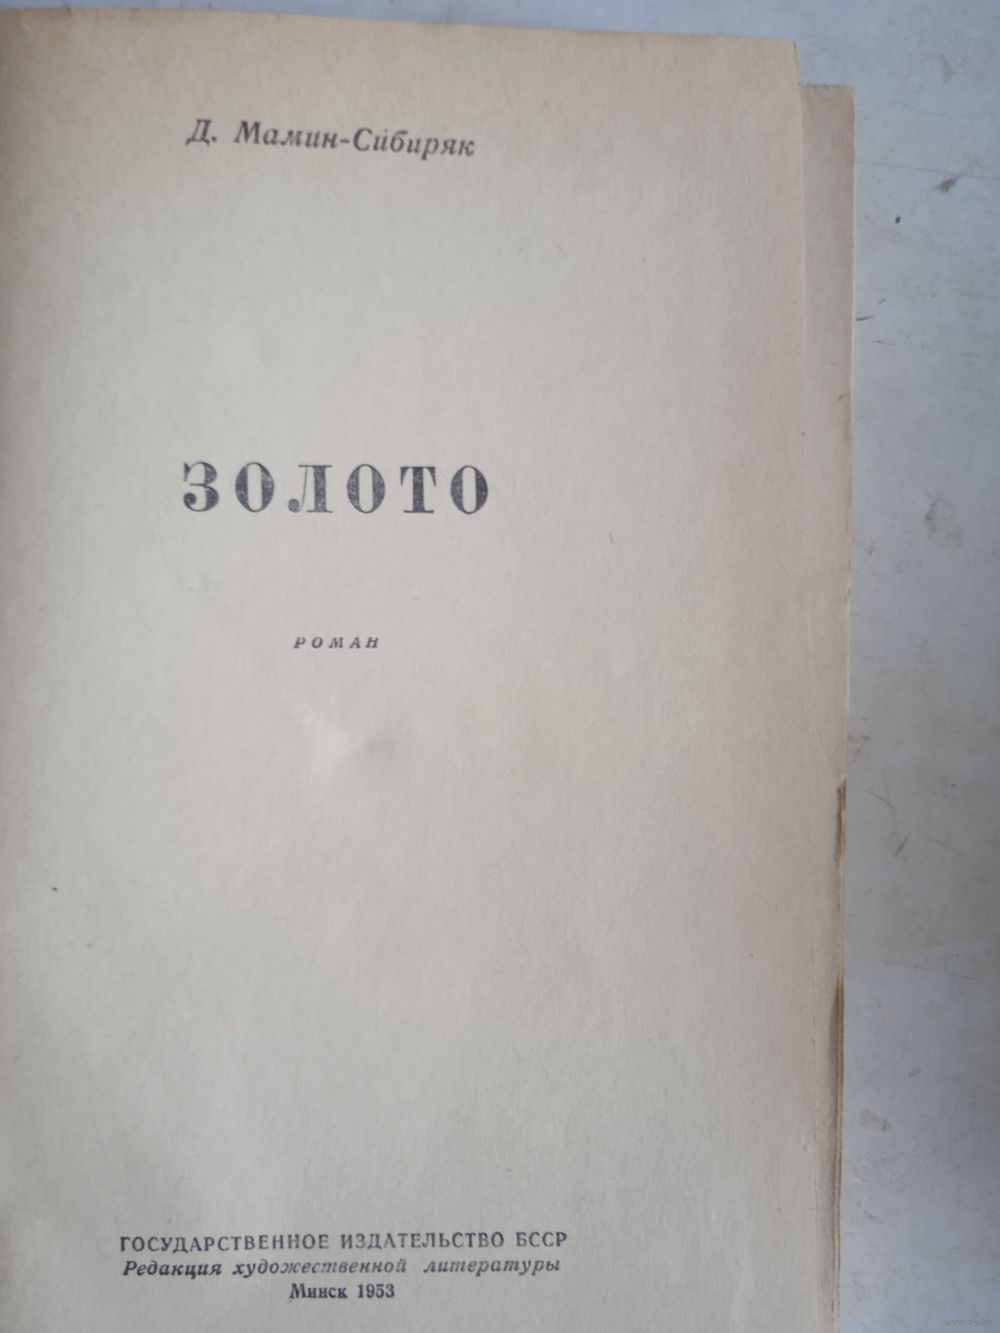 Д. Мамин-Сибиряк
ЗОЛОТО
РОМАН
ГОСУДАРСТВЕННОЕ ИЗДАТЕЛЬСТВО БССР
Редакция художественной литературы
Минск 1953